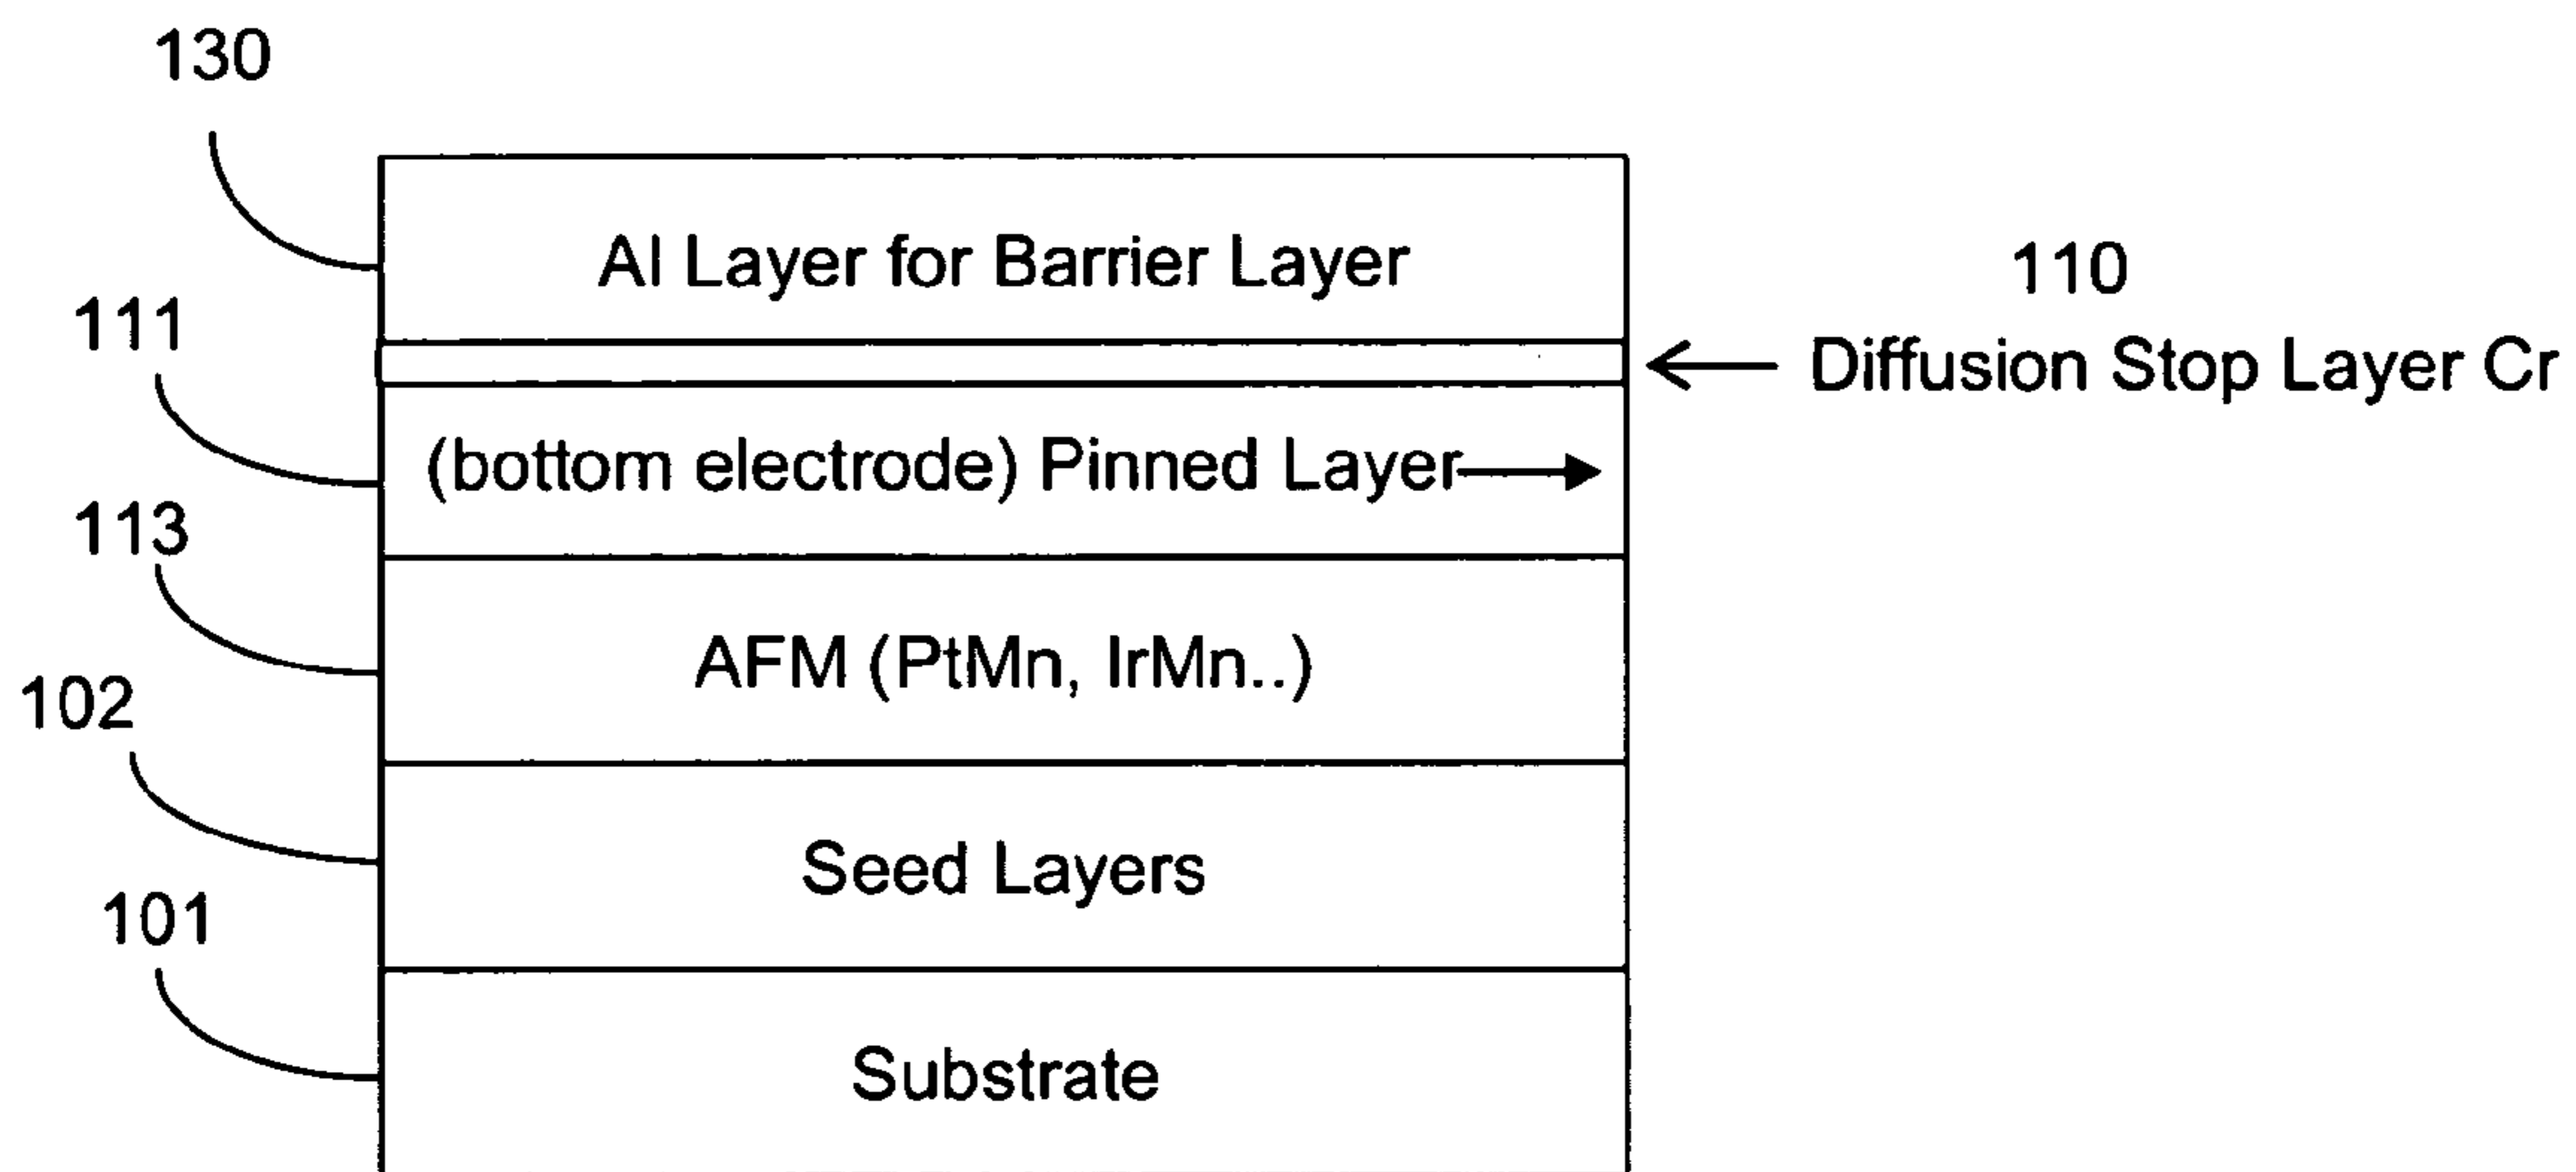 130
Al Layer for Barrier Layer
110
111
Diffusion Stop Layer Cr
(bottom electrode) Pinned Layer
113
AFM (PtMn, IrMn..)
102
Seed Layers
101
Substrate